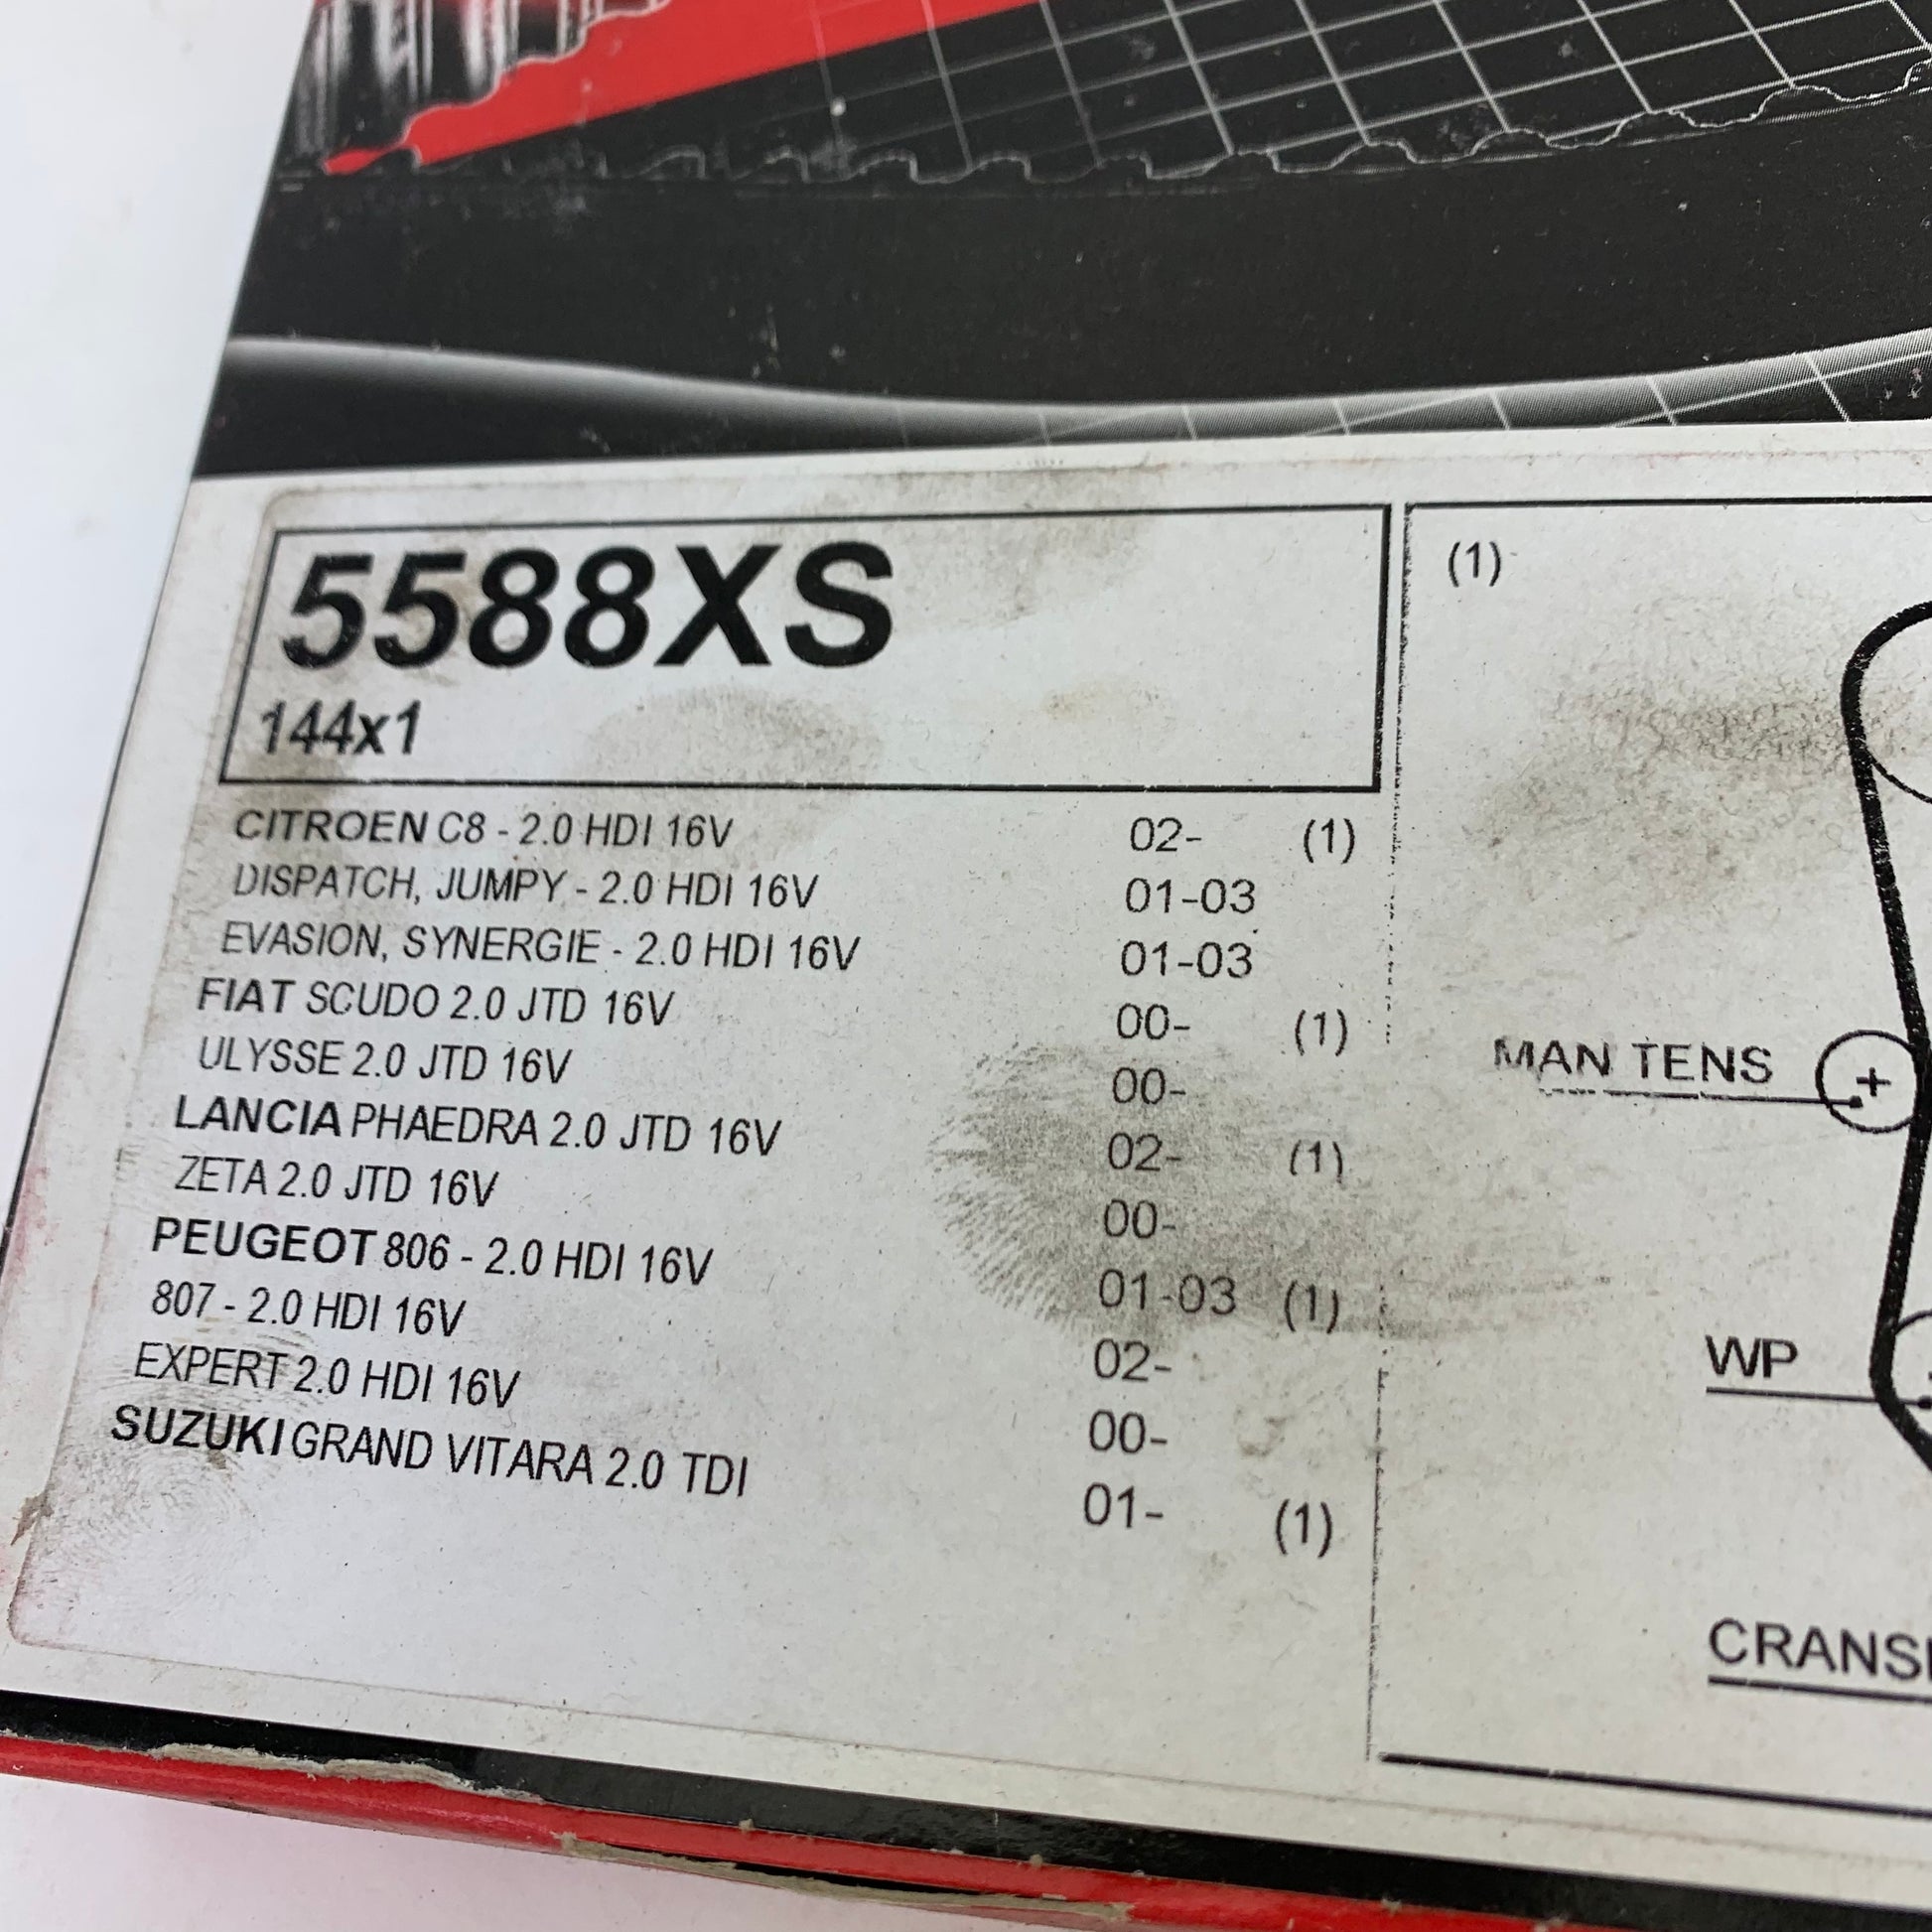 5588XS
144x1
CITROEN C8 - 2.0 HDI 16V 02- (1)
DISPATCH, JUMPY - 2.0 HDI 16V 01-03
EVASION, SYNERGIE - 2.0 HDI 16V 01-03
FIAT SCUDO 2.0 JTD 16V 00- (1)
ULYSSE 2.0 JTD 16V 00-
LANCIA PHAEDRA 2.0 JTD 16V 02- (1)
ZETA 2.0 JTD 16V 00-
PEUGEOT 806 - 2.0 HDI 16V 01-03 (1)
807 - 2.0 HDI 16V 02-
EXPERT 2.0 HDI 16V 00-
SUZUKI GRAND VITARA 2.0 TDI 01- (1)
(1)
MAN TENS
WP